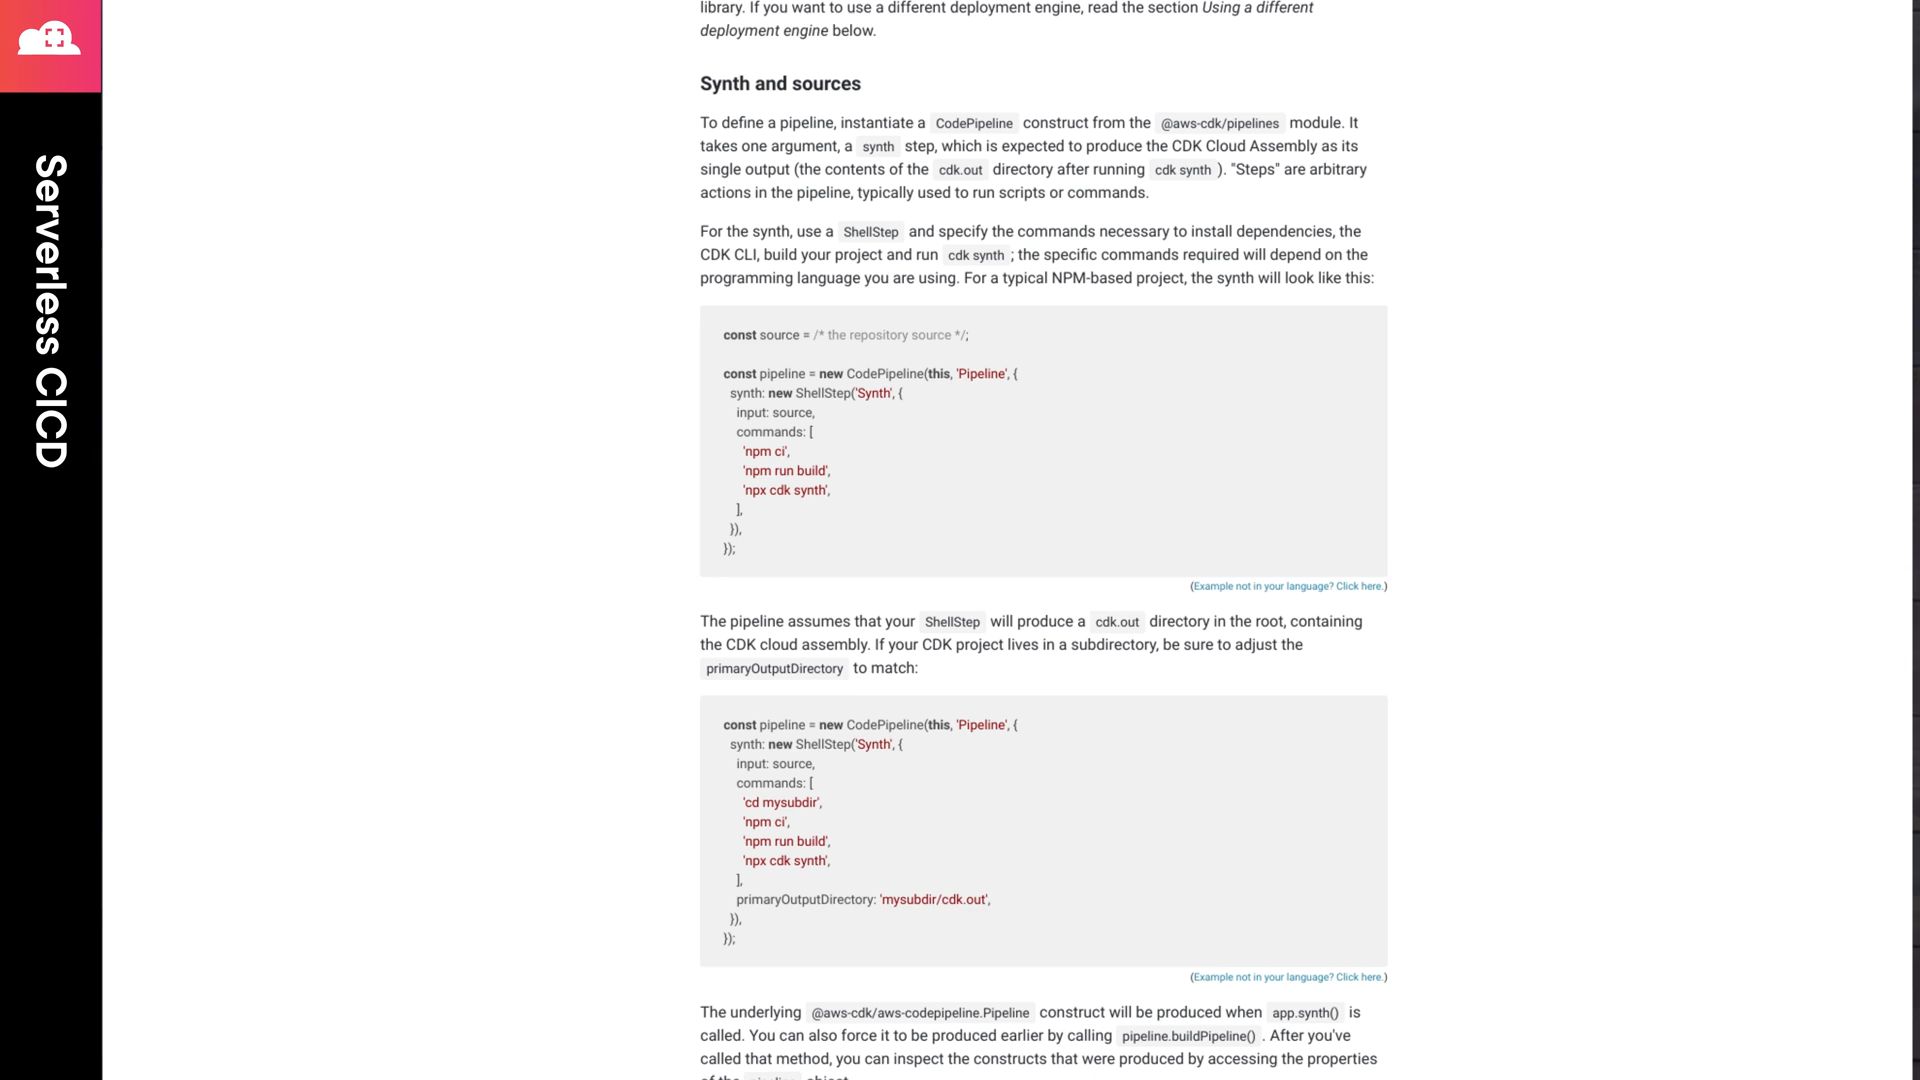 Serverless CICD
library. If you want to use a different deployment engine, read the section Using a different
deployment engine below.
Synth and sources
To define a pipeline, instantiate a CodePipeline construct from the @aws-cdk/pipelines module. It
takes one argument, a synth step, which is expected to produce the CDK Cloud Assembly as its
single output (the contents of the cdk.out directory after running cdk synth ). "Steps" are arbitrary
actions in the pipeline, typically used to run scripts or commands.
For the synth, use a ShellStep and specify the commands necessary to install dependencies, the
CDK CLI, build your project and run cdk synth ; the specific commands required will depend on the
programming language you are using. For a typical NPM-based project, the synth will look like this:
const source = /* the repository source */;
const pipeline = new CodePipeline(this, 'Pipeline', {
synth: new ShellStep('Synth', {
input: source,
commands: [
'npm ci',
'npm run build',
'npx cdk synth',
],
}),
});
(Example not in your language? Click here.)
The pipeline assumes that your ShellStep will produce a cdk.out directory in the root, containing
the CDK cloud assembly. If your CDK project lives in a subdirectory, be sure to adjust the
primaryOutputDirectory to match:
const pipeline = new CodePipeline(this, 'Pipeline', {
synth: new ShellStep('Synth', {
input: source,
commands: [
'cd mysubdir',
'npm ci',
'npm run build',
'npx cdk synth',
],
primaryOutputDirectory: 'mysubdir/cdk.out',
}),
});
(Example not in your language? Click here.)
The underlying @aws-cdk/aws-codepipeline.Pipeline construct will be produced when app.synth() is
called. You can also force it to be produced earlier by calling pipeline.buildPipeline() . After you've
called that method, you can inspect the constructs that were produced by accessing the properties
of the pipeline object.